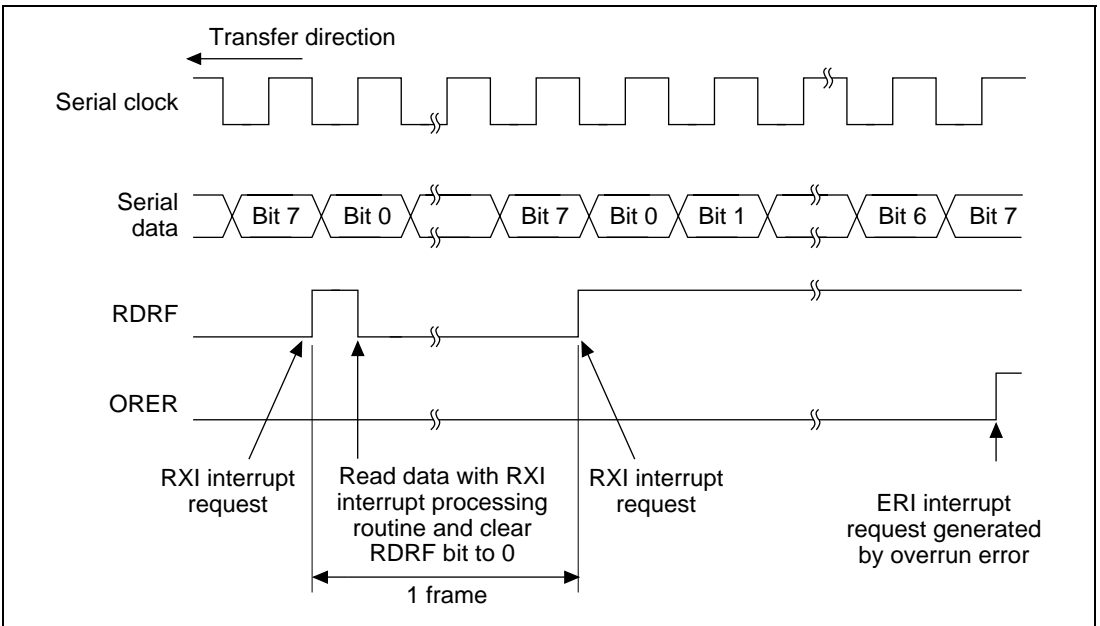 Transfer direction
Serial clock
Serial
data
Bit 7 Bit 0 Bit 7 Bit 0 Bit 1 Bit 6 Bit 7
RDRF
ORER
RXI interrupt
request
Read data with RXI
interrupt processing
routine and clear
RDRF bit to 0
RXI interrupt
request
ERI interrupt
request generated
by overrun error
1 frame